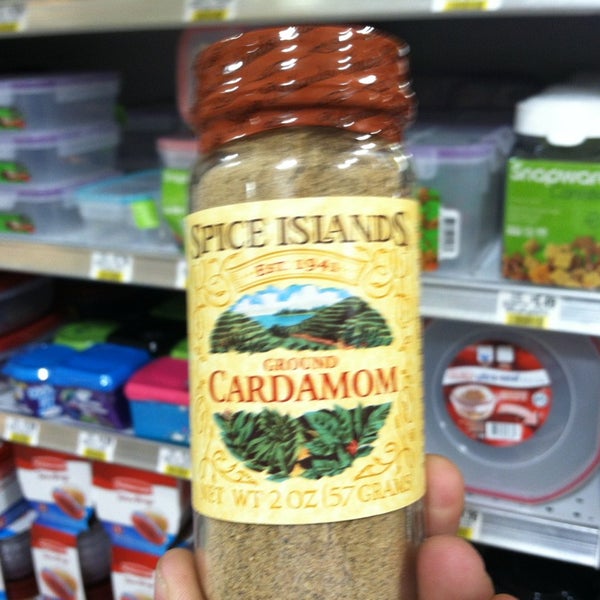 SPICE ISLANDS
EST. 1941
GROUND
CARDAMOM
NET WT 2 OZ (57 GRAMS)
Snapware